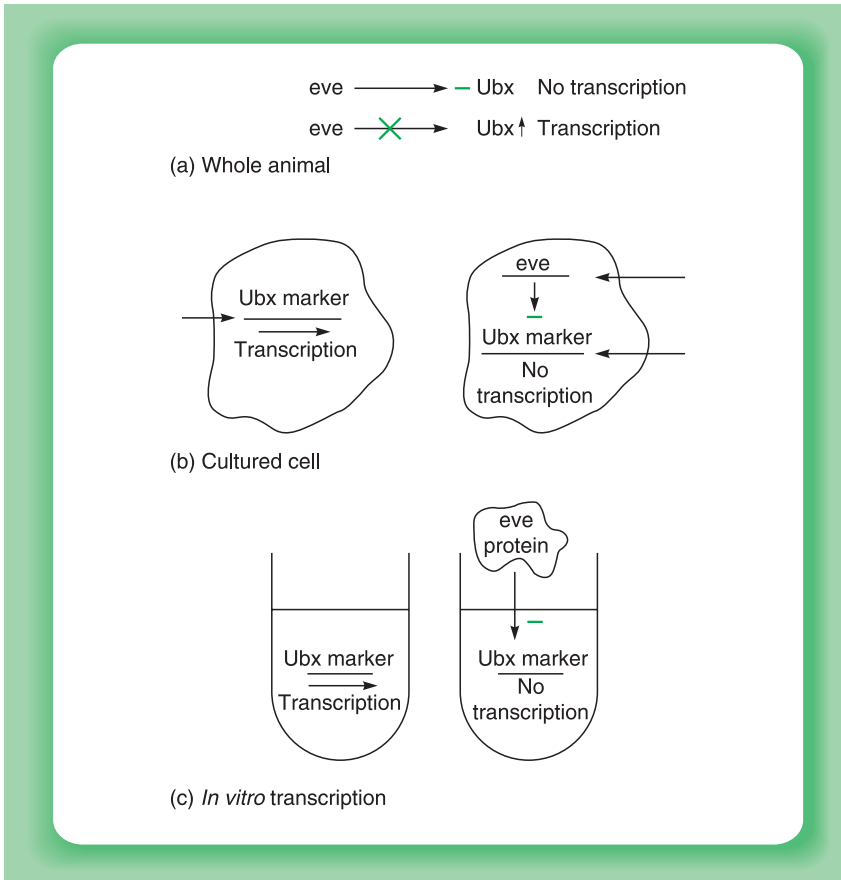 eve — Ubx No transcription
eve Ubx Transcription
(a) Whole animal
Ubx marker
Transcription
eve
—
Ubx marker
No
transcription
(b) Cultured cell
Ubx marker
Transcription
eve
protein
—
Ubx marker
No
transcription
(c) In vitro transcription